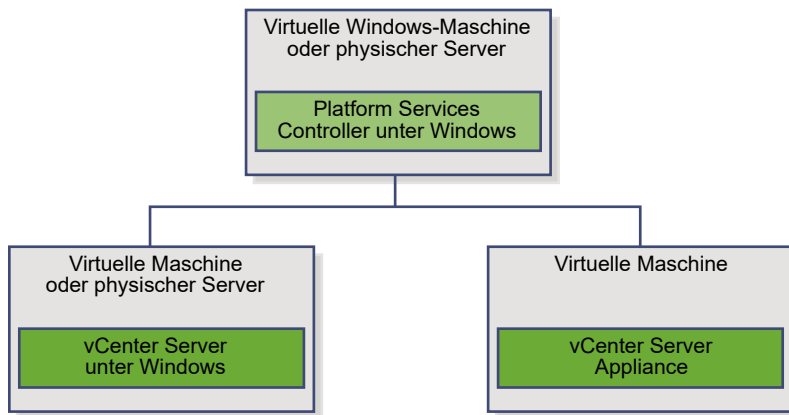 Virtuelle Windows-Maschine
oder physischer Server
Platform Services
Controller unter Windows
Virtuelle Maschine
oder physischer Server
vCenter Server
unter Windows
Virtuelle Maschine
vCenter Server
Appliance